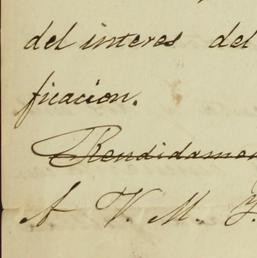 del interes del
ficacion.
Rendidamen
A V. M. F.